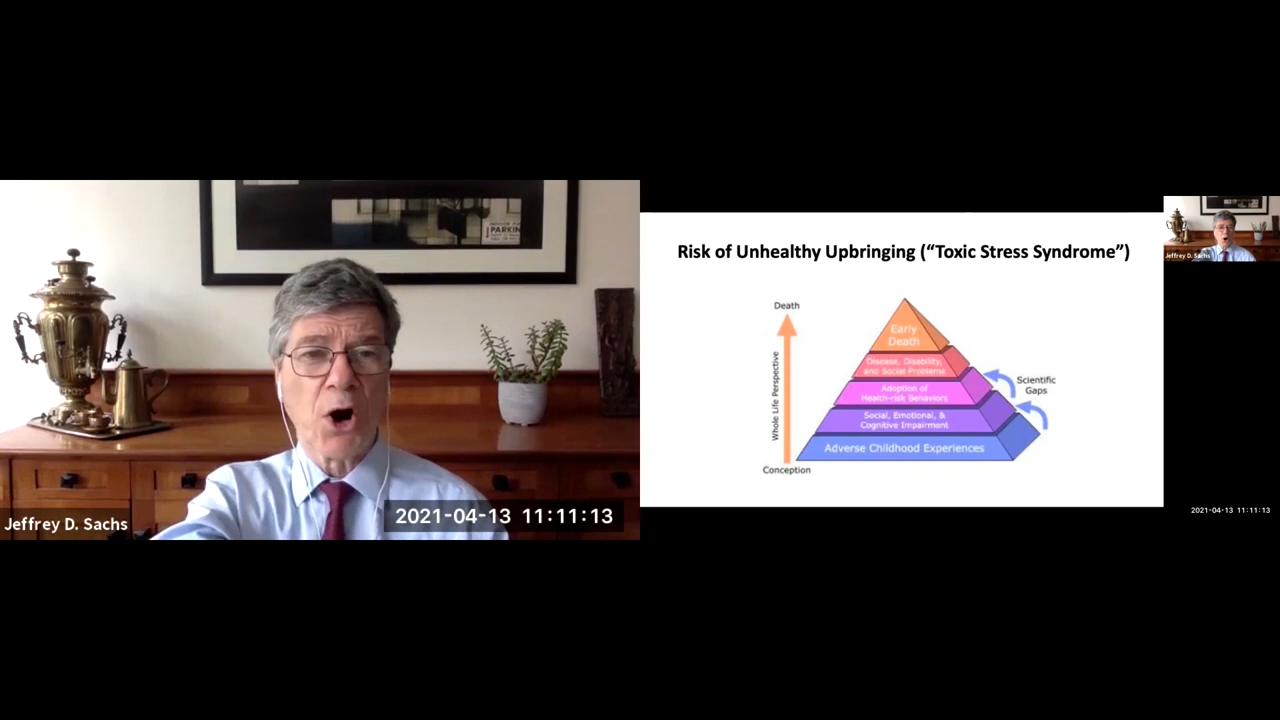 PARKIN
Jeffrey D. Sachs
2021-04-13 11:11:13
Risk of Unhealthy Upbringing (“Toxic Stress Syndrome”)
Death
Whole Life Perspective
Conception
Early
Death
Disease, Disability,
and Social Problems
Adoption of
Health-risk Behaviors
Social, Emotional, &
Cognitive Impairment
Adverse Childhood Experiences
Scientific
Gaps
Jeffrey D. Sachs
2021-04-13 11:11:13